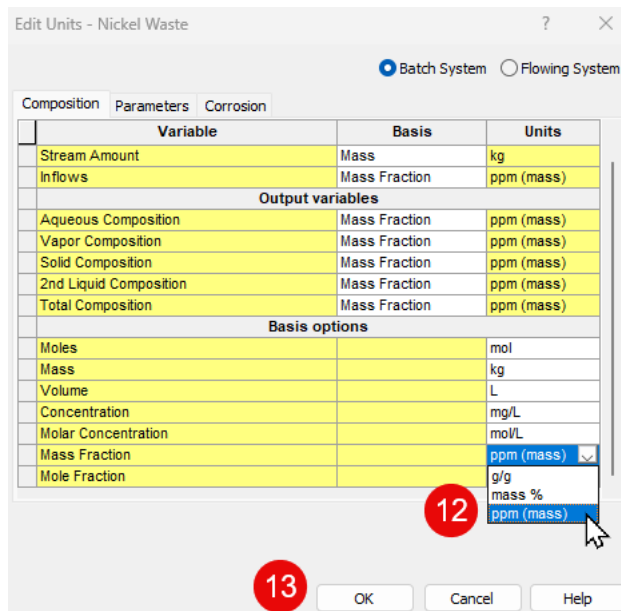 Edit Units - Nickel Waste ? ×
Batch System Flowing System
Composition Parameters Corrosion
Variable Basis Units
Stream Amount Mass kg
Inflows Mass Fraction ppm (mass)
Output variables
Aqueous Composition Mass Fraction ppm (mass)
Vapor Composition Mass Fraction ppm (mass)
Solid Composition Mass Fraction ppm (mass)
2nd Liquid Composition Mass Fraction ppm (mass)
Total Composition Mass Fraction ppm (mass)
Basis options
Moles mol
Mass kg
Volume L
Concentration mg/L
Molar Concentration mol/L
Mass Fraction ppm (mass)
Mole Fraction
g/g
mass %
12 ppm (mass)
13 OK Cancel Help